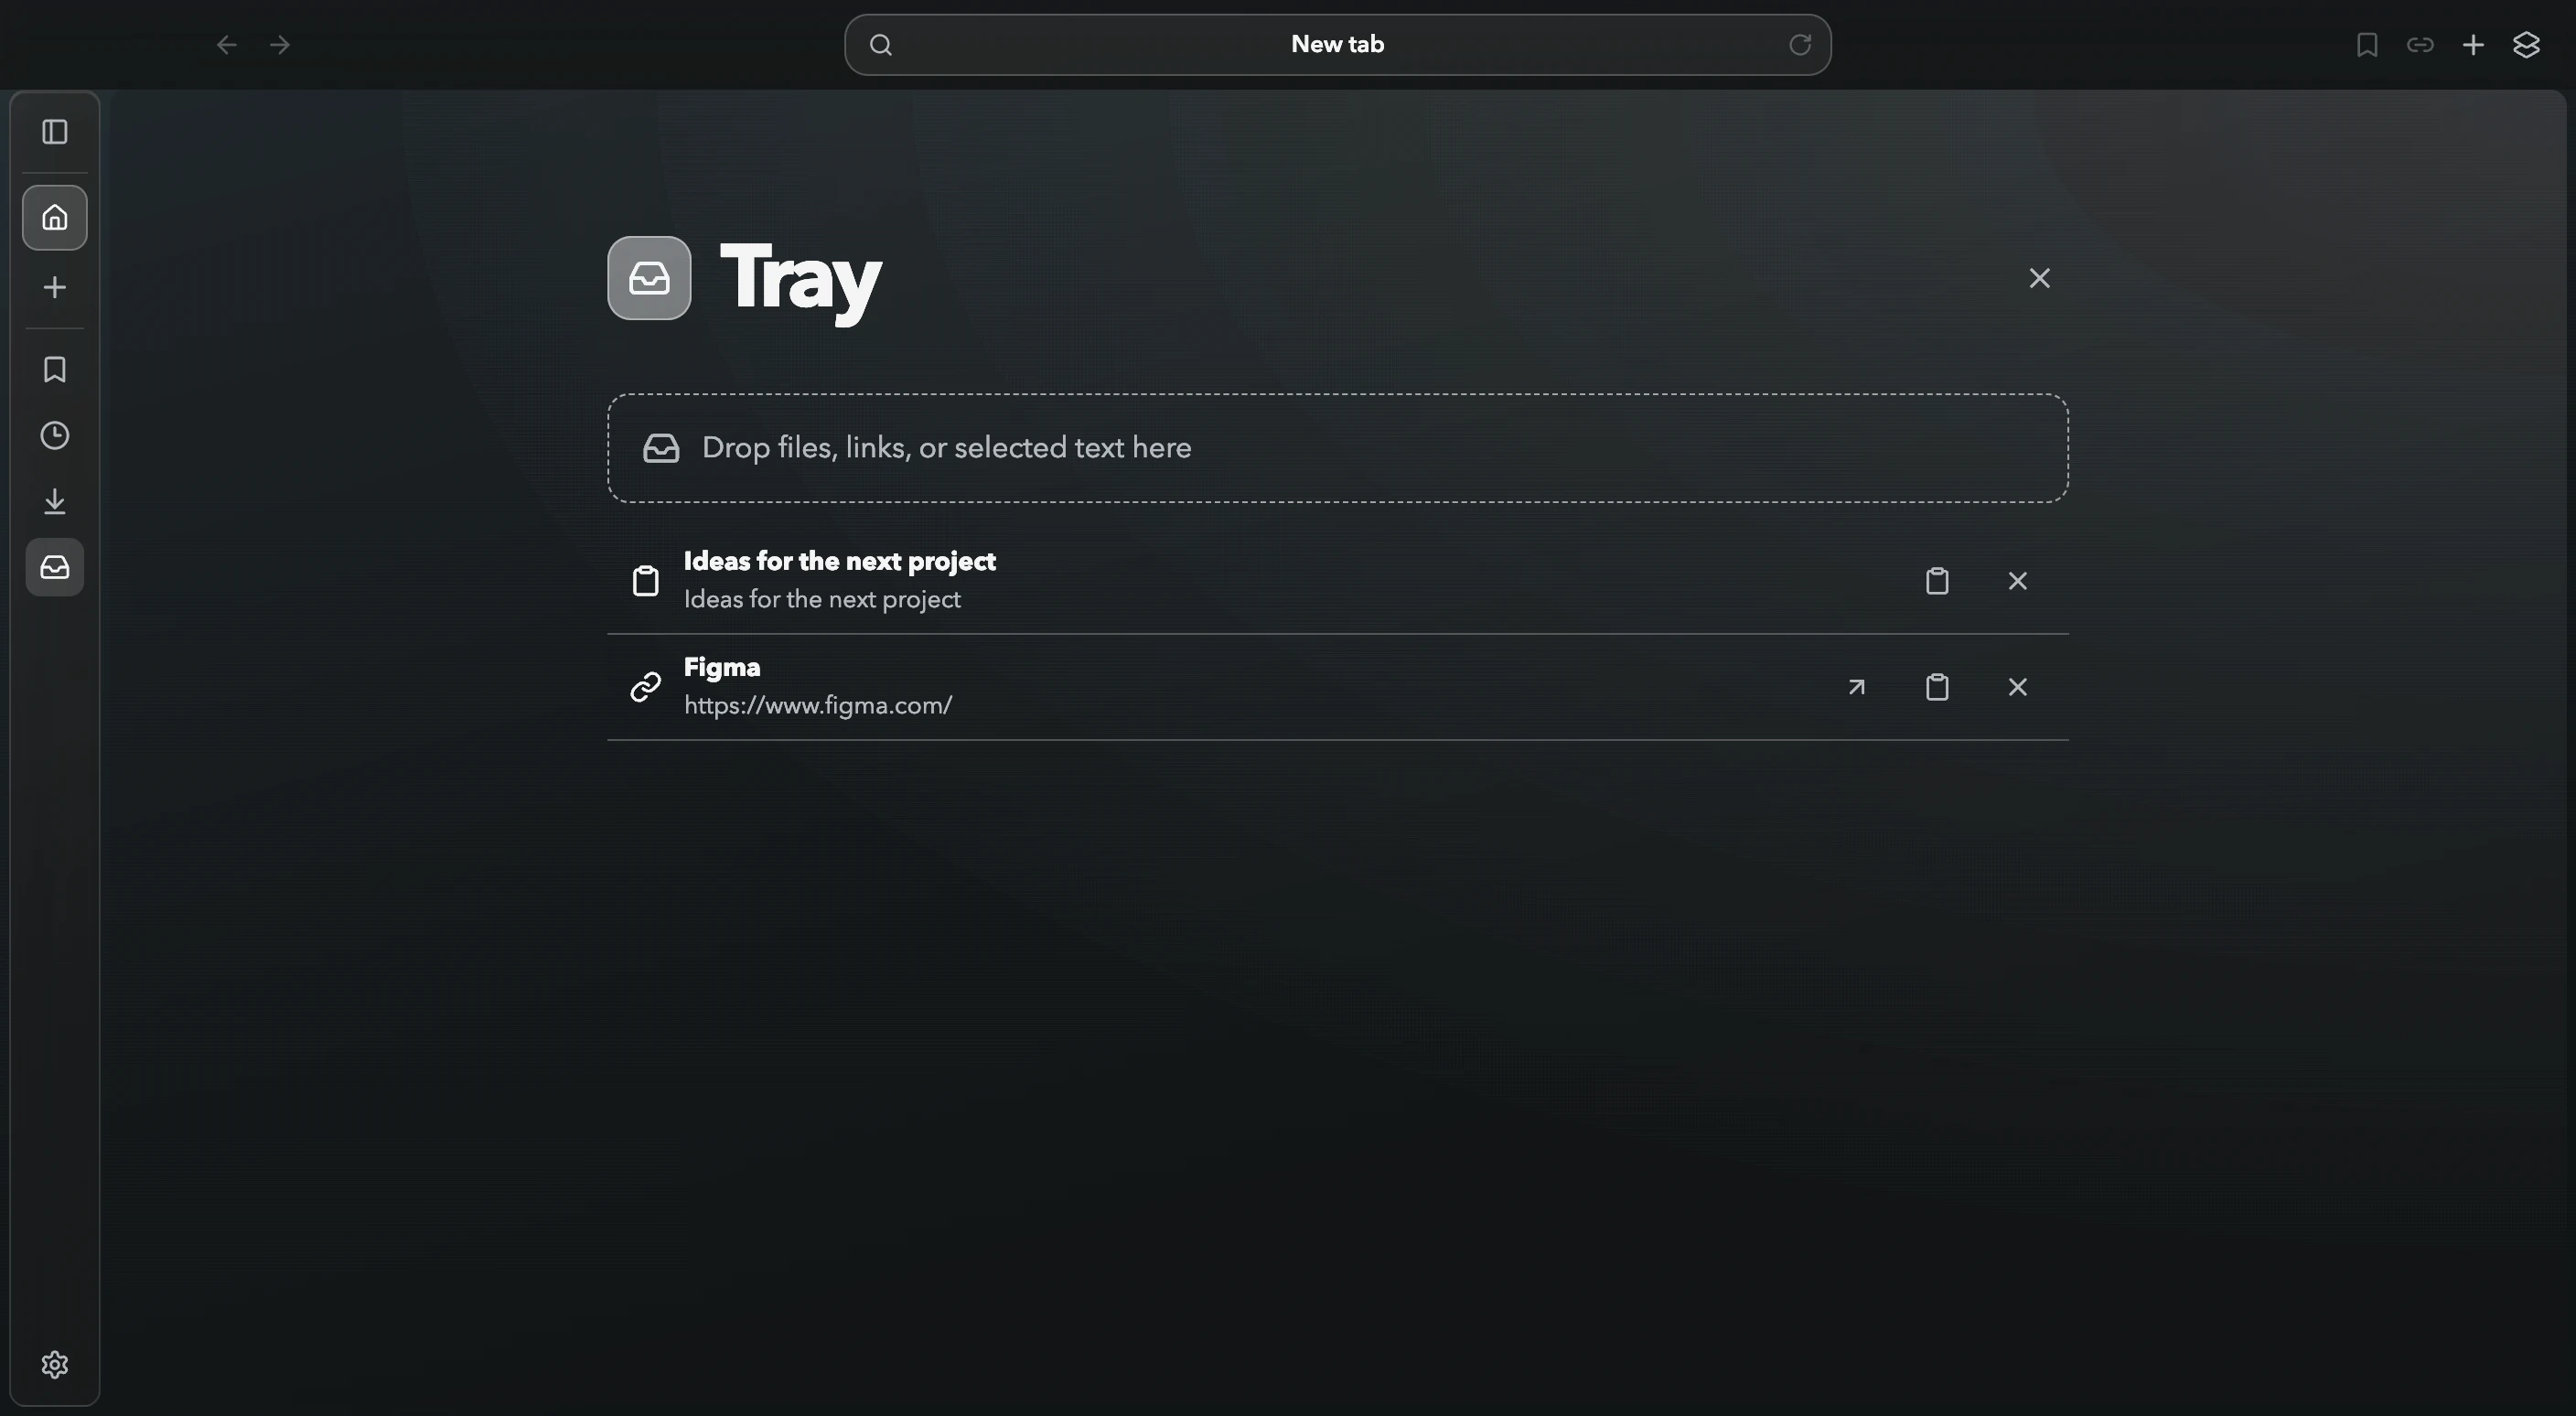 New tab
Tray
Drop files, links, or selected text here
Ideas for the next project
Ideas for the next project
Figma
https://www.figma.com/